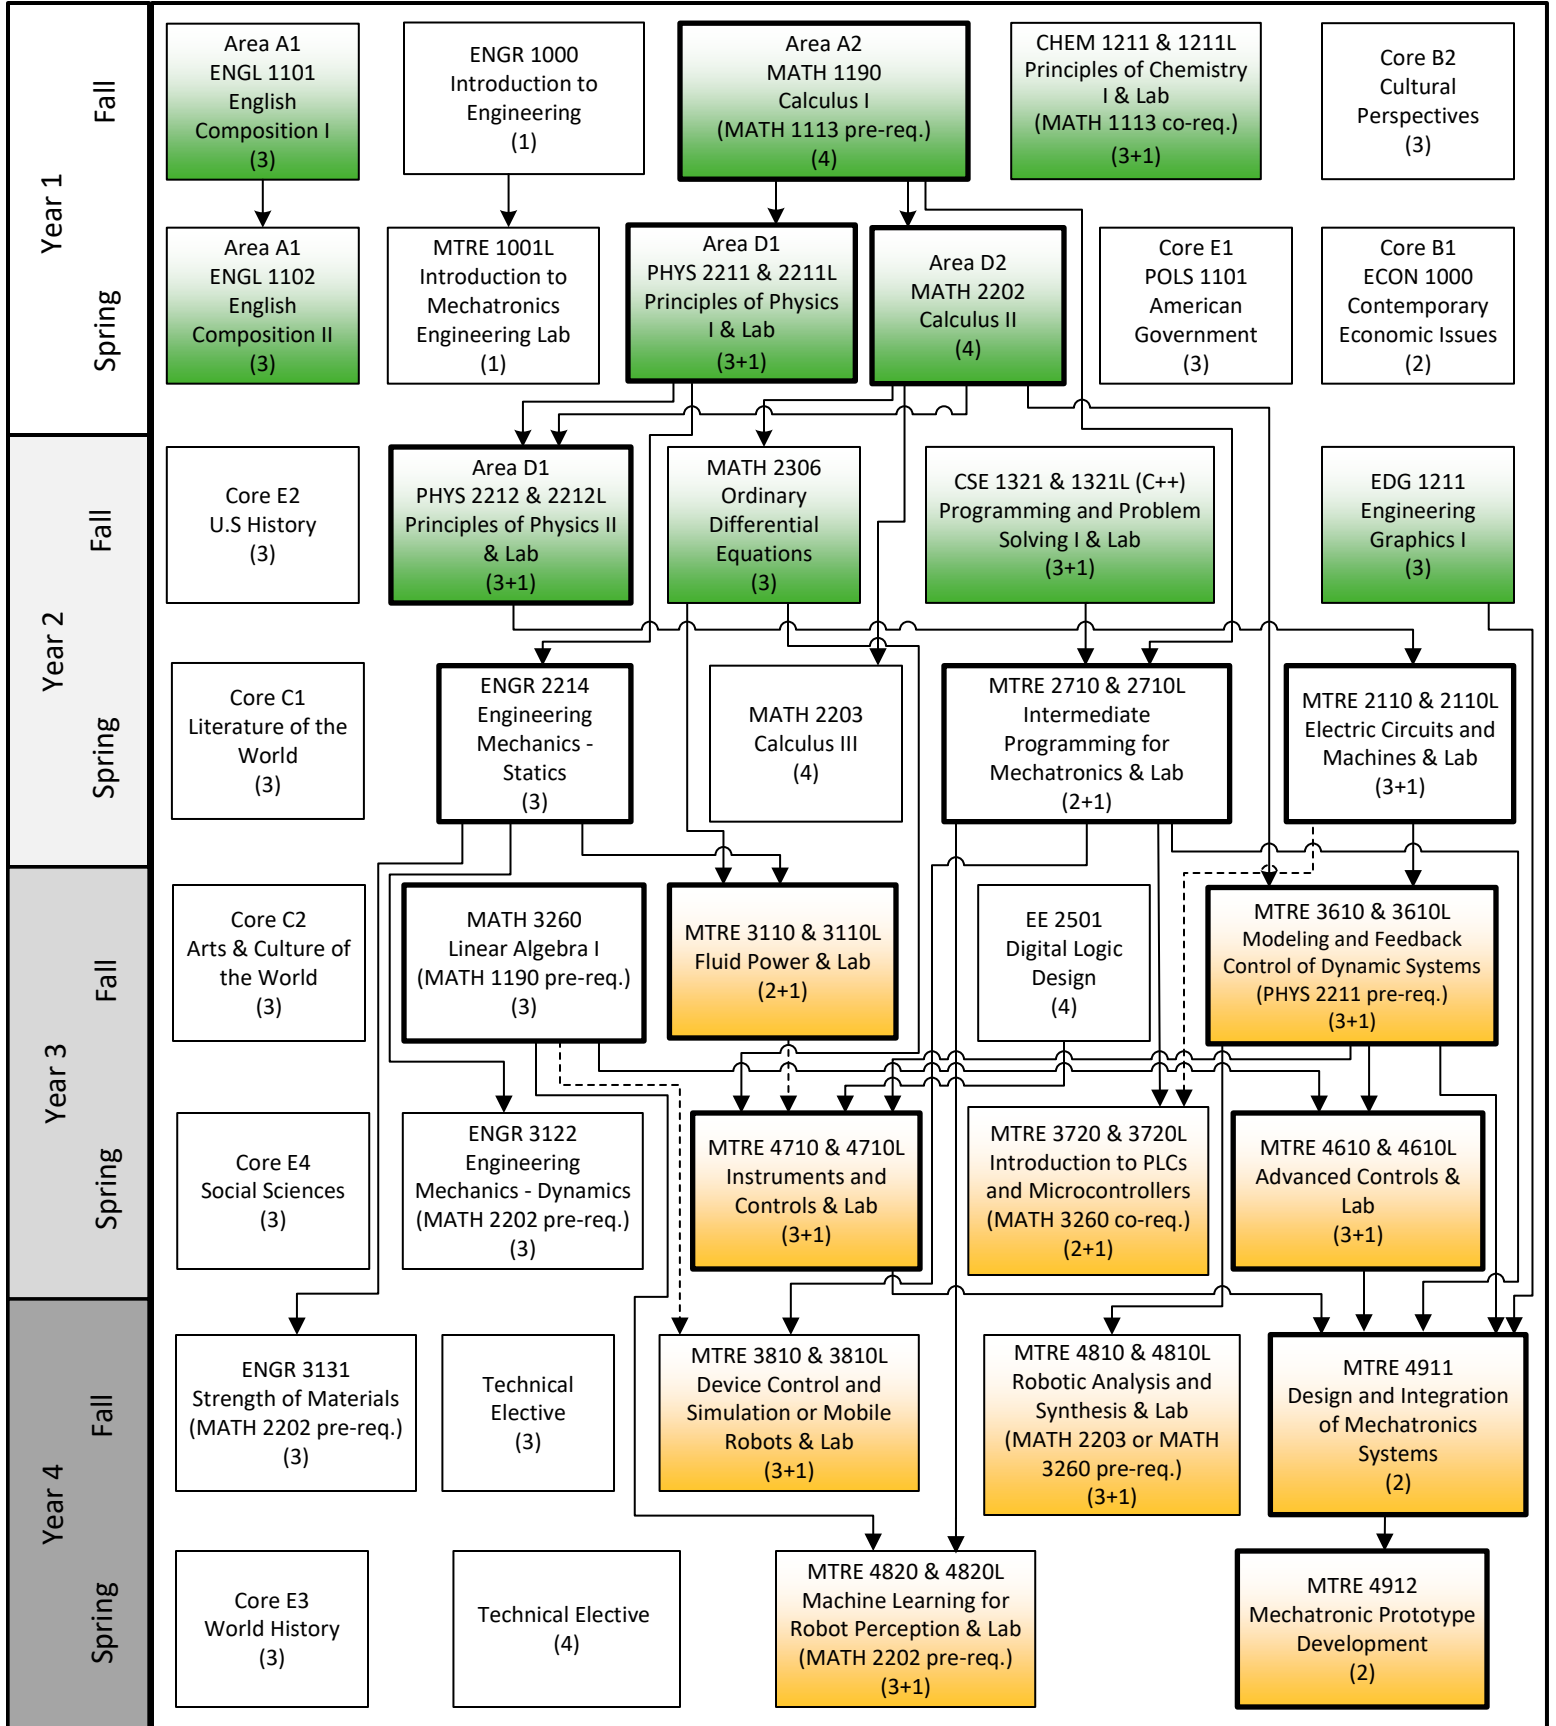 Year 1
Fall
Area A1
ENGL 1101
English
Composition I
(3)
ENGR 1000
Introduction to
Engineering
(1)
Area A2
MATH 1190
Calculus I
(MATH 1113 pre-req.)
(4)
CHEM 1211 & 1211L
Principles of Chemistry
I & Lab
(MATH 1113 co-req.)
(3+1)
Core B2
Cultural
Perspectives
(3)
Spring
Area A1
ENGL 1102
English
Composition II
(3)
MTRE 1001L
Introduction to
Mechatronics
Engineering Lab
(1)
Area D1
PHYS 2211 & 2211L
Principles of Physics
I & Lab
(3+1)
Area D2
MATH 2202
Calculus II
(4)
Core E1
POLS 1101
American
Government
(3)
Core B1
ECON 1000
Contemporary
Economic Issues
(2)
Year 2
Fall
Core E2
U.S History
(3)
Area D1
PHYS 2212 & 2212L
Principles of Physics II
& Lab
(3+1)
MATH 2306
Ordinary
Differential
Equations
(3)
CSE 1321 & 1321L (C++)
Programming and Problem
Solving I & Lab
(3+1)
EDG 1211
Engineering
Graphics I
(3)
Spring
Core C1
Literature of the
World
(3)
ENGR 2214
Engineering
Mechanics -
Statics
(3)
MATH 2203
Calculus III
(4)
MTRE 2710 & 2710L
Intermediate
Programming for
Mechatronics & Lab
(2+1)
MTRE 2110 & 2110L
Electric Circuits and
Machines & Lab
(3+1)
Year 3
Fall
Core C2
Arts & Culture of
the World
(3)
MATH 3260
Linear Algebra I
(MATH 1190 pre-req.)
(3)
MTRE 3110 & 3110L
Fluid Power & Lab
(2+1)
EE 2501
Digital Logic
Design
(4)
MTRE 3610 & 3610L
Modeling and Feedback
Control of Dynamic Systems
(PHYS 2211 pre-req.)
(3+1)
Spring
Core E4
Social Sciences
(3)
ENGR 3122
Engineering
Mechanics - Dynamics
(MATH 2202 pre-req.)
(3)
MTRE 4710 & 4710L
Instruments and
Controls & Lab
(3+1)
MTRE 3720 & 3720L
Introduction to PLCs
and Microcontrollers
(MATH 3260 co-req.)
(2+1)
MTRE 4610 & 4610L
Advanced Controls &
Lab
(3+1)
Year 4
Fall
ENGR 3131
Strength of Materials
(MATH 2202 pre-req.)
(3)
Technical
Elective
(3)
MTRE 3810 & 3810L
Device Control and
Simulation or Mobile
Robots & Lab
(3+1)
MTRE 4810 & 4810L
Robotic Analysis and
Synthesis & Lab
(MATH 2203 or MATH
3260 pre-req.)
(3+1)
MTRE 4911
Design and Integration
of Mechatronics
Systems
(2)
Spring
Core E3
World History
(3)
Technical Elective
(4)
MTRE 4820 & 4820L
Machine Learning for
Robot Perception & Lab
(MATH 2202 pre-req.)
(3+1)
MTRE 4912
Mechatronic Prototype
Development
(2)